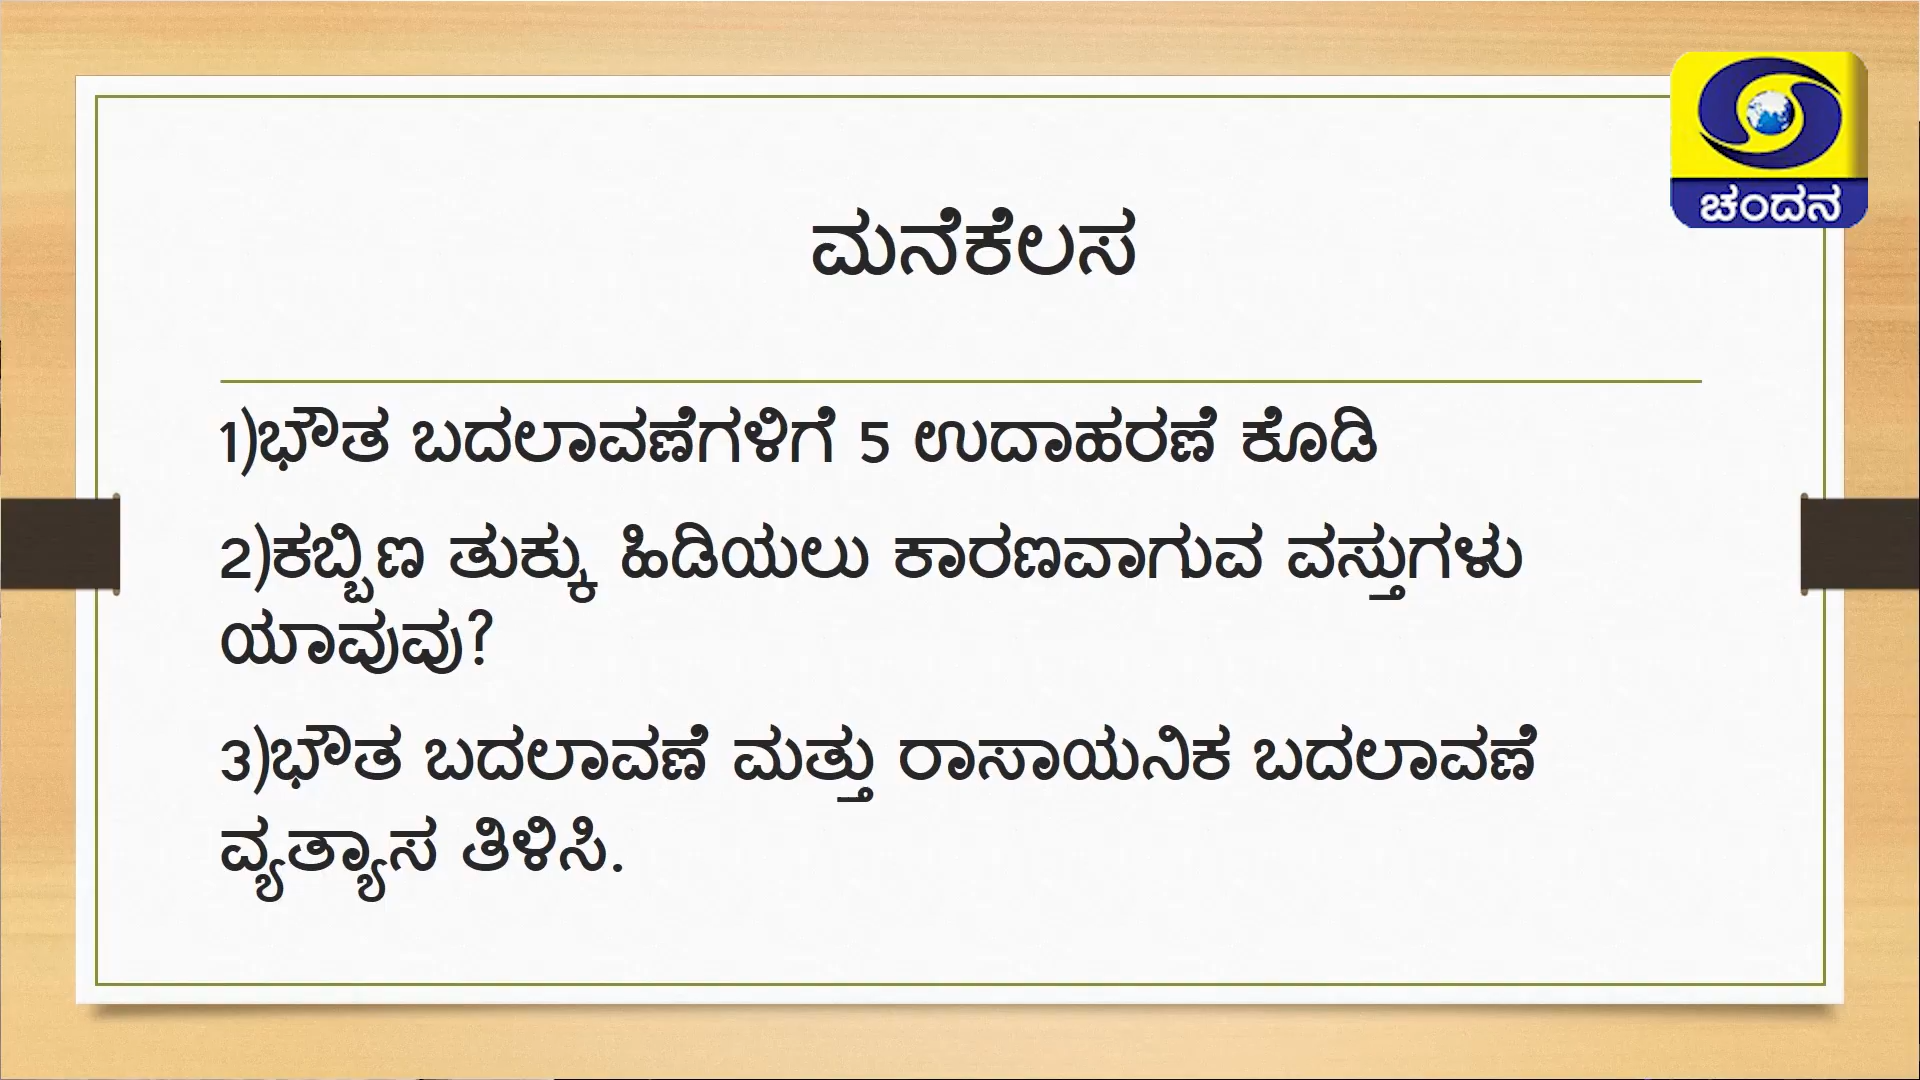 ಚಂದನ
ಮನೆಕೆಲಸ
1)ಭೌತ ಬದಲಾವಣೆಗಳಿಗೆ 5 ಉದಾಹರಣೆ ಕೊಡಿ
2)ಕಬ್ಬಿಣ ತುಕ್ಕು ಹಿಡಿಯಲು ಕಾರಣವಾಗುವ ವಸ್ತುಗಳು
ಯಾವುವು?
3)ಭೌತ ಬದಲಾವಣೆ ಮತ್ತು ರಾಸಾಯನಿಕ ಬದಲಾವಣೆ
ವ್ಯತ್ಯಾಸ ತಿಳಿಸಿ.